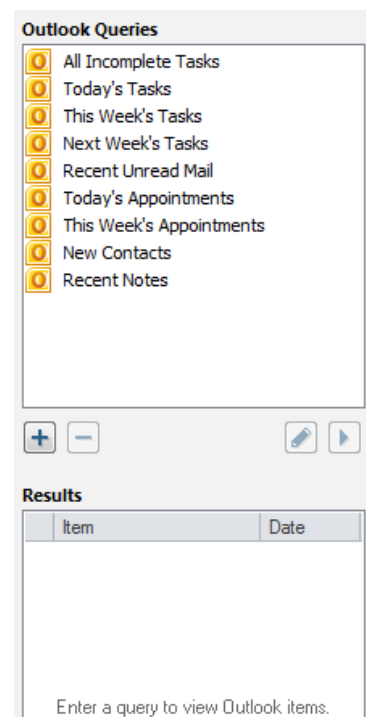 Outlook Queries
All Incomplete Tasks
Today's Tasks
This Week's Tasks
Next Week's Tasks
Recent Unread Mail
Today's Appointments
This Week's Appointments
New Contacts
Recent Notes
Results
Item Date
Enter a query to view Outlook items.